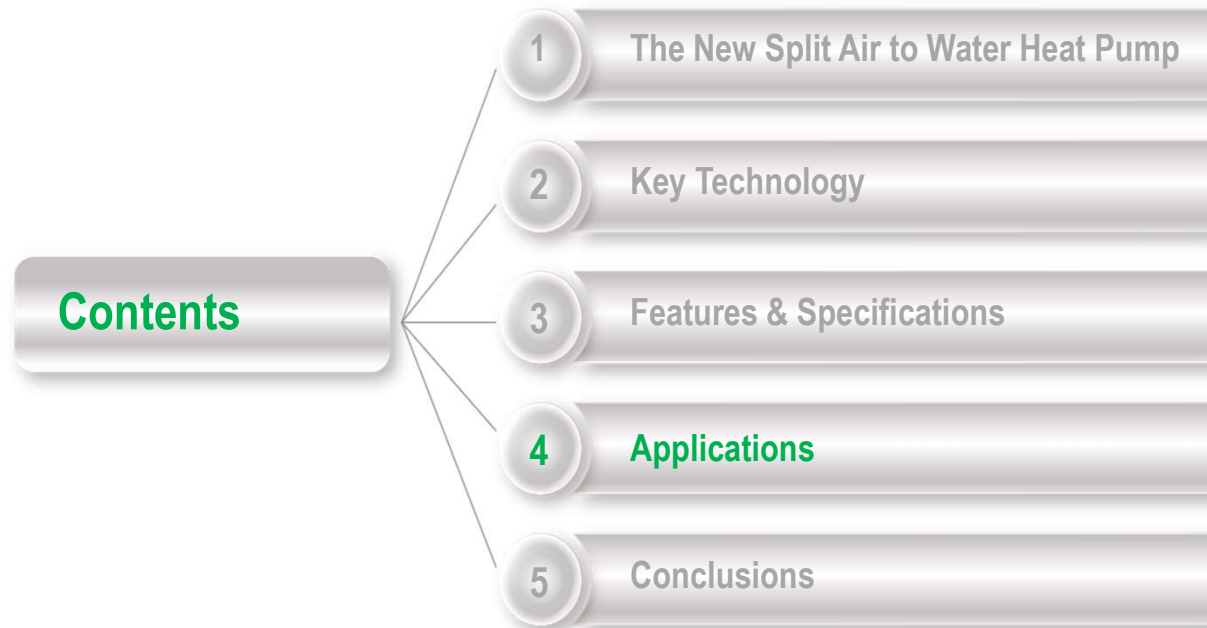 Contents
1 The New Split Air to Water Heat Pump
2 Key Technology
3 Features & Specifications
4 Applications
5 Conclusions